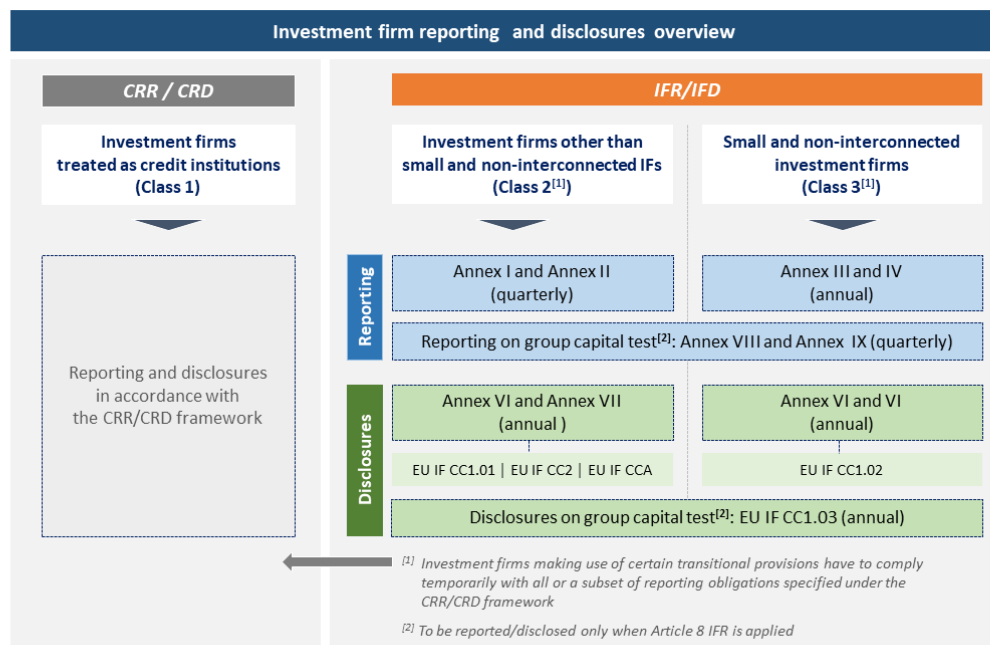 Investment firm reporting and disclosures overview
CRR / CRD
Investment firms
treated as credit institutions
(Class 1)
Reporting and disclosures
in accordance with
the CRR/CRD framework
IFR/IFD
Investment firms other than
small and non-interconnected IFs
(Class 2[1])
Small and non-interconnected
investment firms
(Class 3[1])
Reporting
Annex I and Annex II
(quarterly)
Annex III and IV
(annual)
Reporting on group capital test[2]: Annex VIII and Annex IX (quarterly)
Disclosures
Annex VI and Annex VII
(annual )
Annex VI and VI
(annual)
EU IF CC1.01 | EU IF CC2 | EU IF CCA
EU IF CC1.02
Disclosures on group capital test[2]: EU IF CC1.03 (annual)
[1] Investment firms making use of certain transitional provisions have to comply
temporarily with all or a subset of reporting obligations specified under the
CRR/CRD framework
[2] To be reported/disclosed only when Article 8 IFR is applied